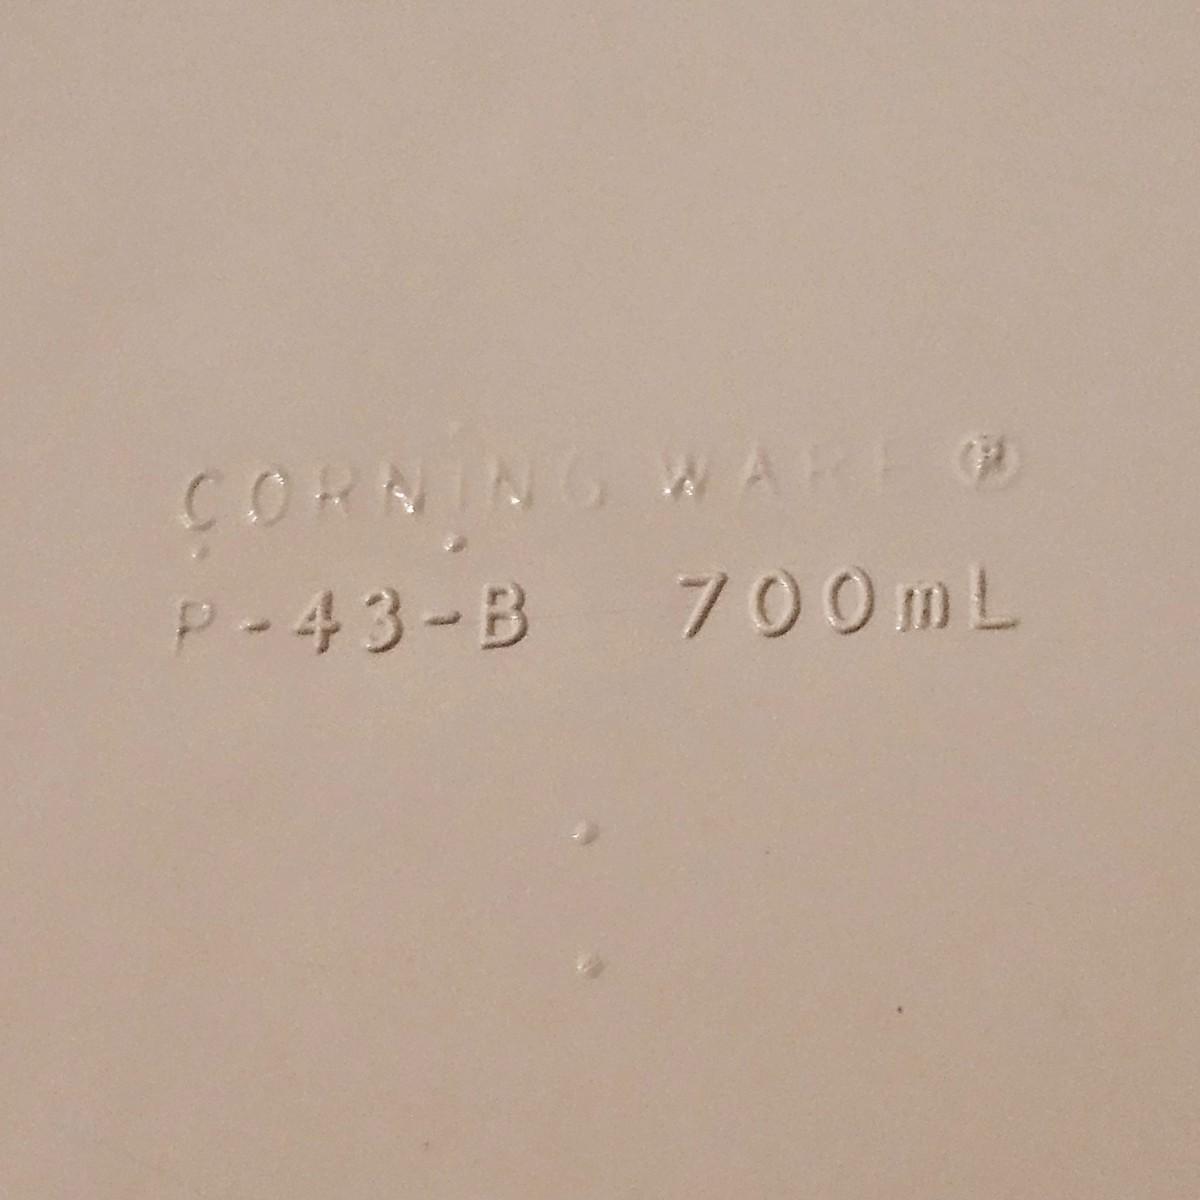 CORNING WARE ®
P-43-B 700mL